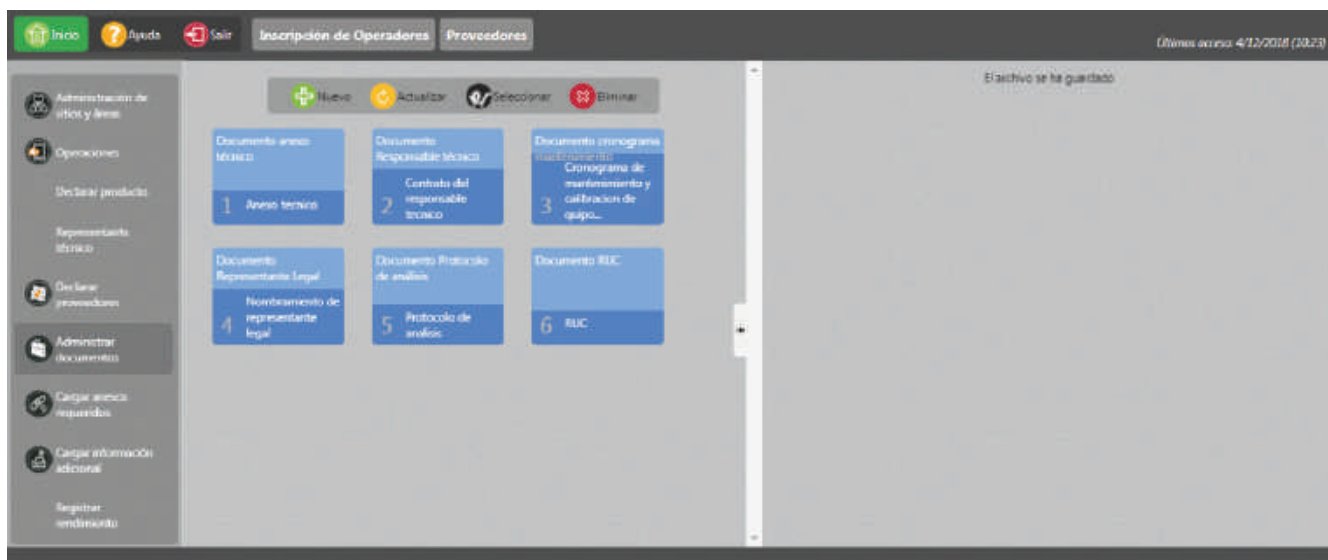 Inicio
Ayuda
Salir
Inscripción de Operadores
Proveedores
Último acceso: 4/12/2018 (10:23)
Administración de
sitios y áreas
Operaciones
Declarar producto
Representante
técnico
Declarar
proveedores
Administrar
documentos
Cargar anexos
requeridos
Cargar información
adicional
Registrar
rendimiento
Nuevo
Actualizar
Seleccionar
Eliminar
Documento anexo
técnico
1 Anexo tecnico
Documento
Responsable técnico
2 Contrato del
responsable
tecnico
Documento cronograma
mantenimiento
3 Cronograma de
mantenimiento y
calibracion de
quipo...
Documento
Representante Legal
4 Nombramiento de
representante
legal
Documento Protocolo
de análisis
5 Protocolo de
analisis
Documento RUC
6 RUC
El archivo se ha guardado